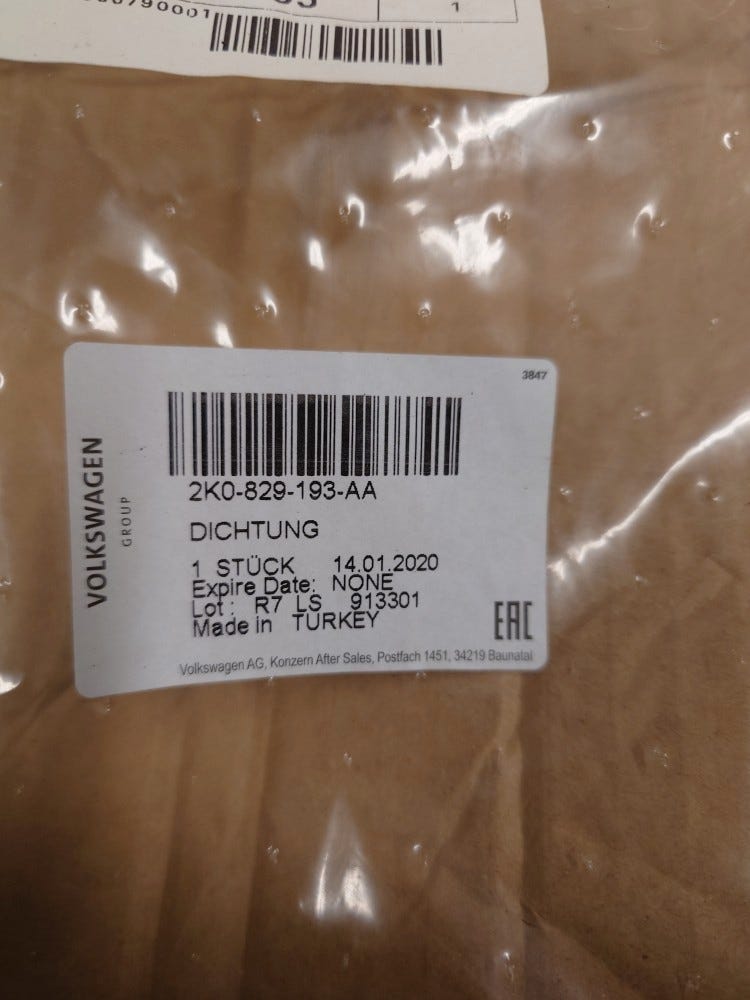 1
3847
VOLKSWAGEN
GROUP
2K0-829-193-AA
DICHTUNG
1 STÜCK 14.01.2020
Expire Date: NONE
Lot: R7 LS 913301
Made in TURKEY
EAC
Volkswagen AG, Konzern After Sales, Postfach 1451, 34219 Baunatal